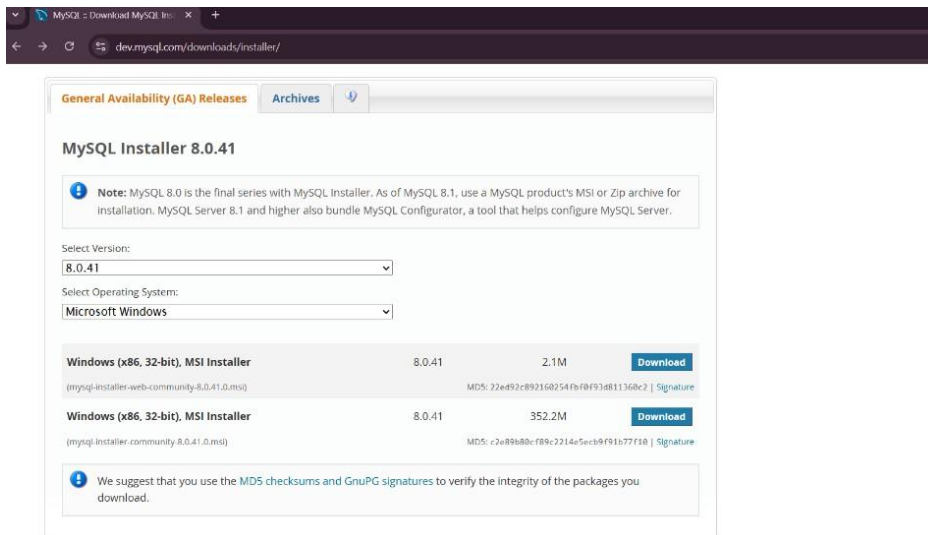 MySQL :: Download MySQL Ins
dev.mysql.com/downloads/installer/
General Availability (GA) Releases
Archives
MySQL Installer 8.0.41
Note: MySQL 8.0 is the final series with MySQL Installer. As of MySQL 8.1, use a MySQL product's MSI or Zip archive for
installation. MySQL Server 8.1 and higher also bundle MySQL Configurator, a tool that helps configure MySQL Server.
Select Version:
8.0.41
Select Operating System:
Microsoft Windows
Windows (x86, 32-bit), MSI Installer 8.0.41 2.1M Download
(mysql-installer-web-community-8.0.41.0.msi) MD5: 22ed92c892160254fbf0f93d811360c2 | Signature
Windows (x86, 32-bit), MSI Installer 8.0.41 352.2M Download
(mysql-installer-community-8.0.41.0.msi) MD5: c2e89b80cf89c2214e5ecb9f91b77f10 | Signature
We suggest that you use the MD5 checksums and GnuPG signatures to verify the integrity of the packages you
download.